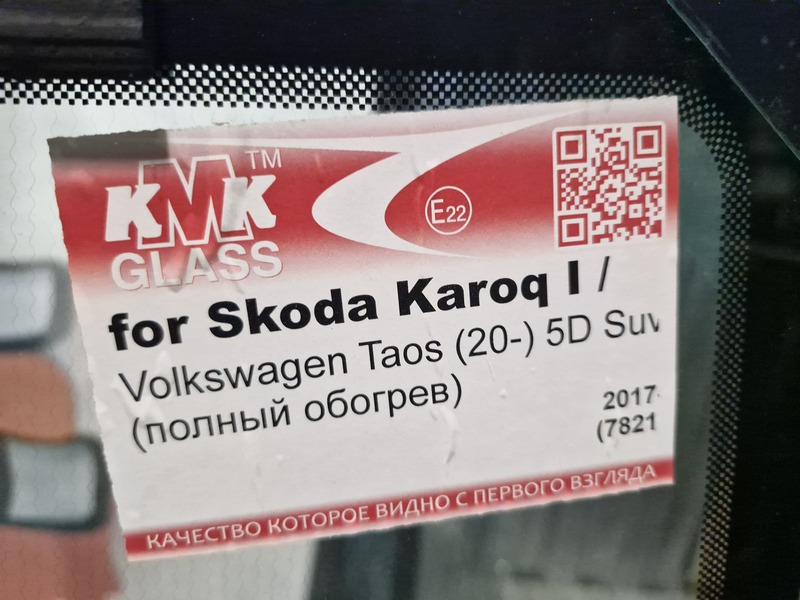 KMK™
GLASS
E22
for Skoda Karoq I /
Volkswagen Taos (20-) 5D Suv
(полный обогрев)
2017-
(7821
КАЧЕСТВО КОТОРОЕ ВИДНО С ПЕРВОГО ВЗГЛЯДА